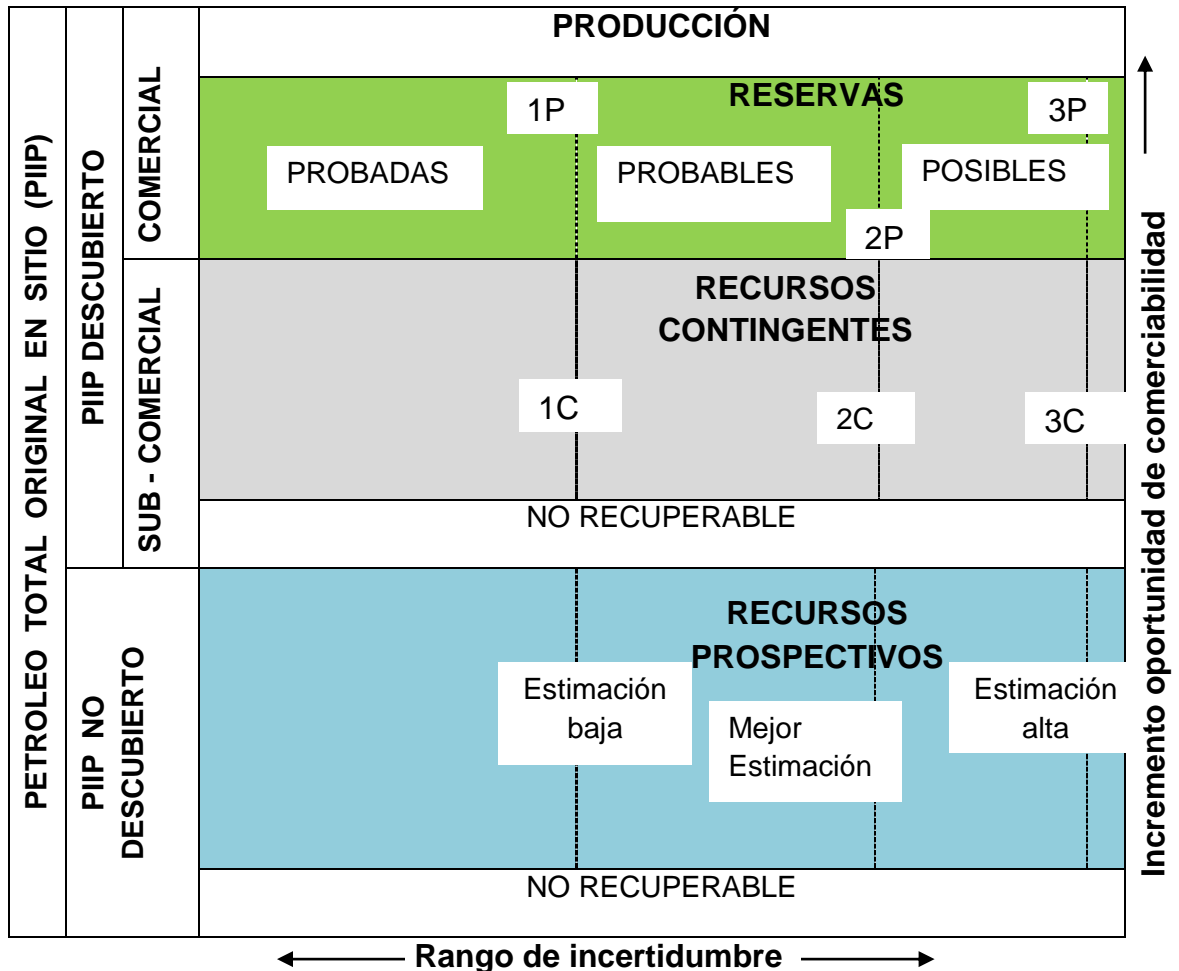 PETROLEO TOTAL ORIGINAL EN SITIO (PIIP)
PIIP DESCUBIERTO
COMERCIAL
SUB - COMERCIAL
PIIP NO
DESCUBIERTO
PRODUCCIÓN
RESERVAS
1P
3P
PROBADAS
PROBABLES
POSIBLES
2P
RECURSOS
CONTINGENTES
1C
2C
3C
NO RECUPERABLE
RECURSOS
PROSPECTIVOS
Estimación
baja
Mejor
Estimación
Estimación
alta
NO RECUPERABLE
Rango de incertidumbre
Incremento oportunidad de comerciabilidad